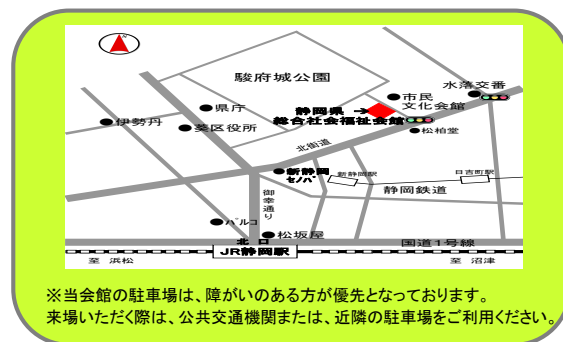 N
駿府城公園
水落交番
市民
文化会館
県庁
静岡県 →
総合社会福祉会館
伊勢丹
葵区役所
松柏堂
北街道
新静岡
セノバ
新静岡駅
日吉町駅
静岡鉄道
御幸通り
パルコ
松坂屋
北口
国道1号線
JR静岡駅
至 浜松
至 沼津
※当会館の駐車場は、障がいのある方が優先となっております。
来場いただく際は、公共交通機関または、近隣の駐車場をご利用ください。